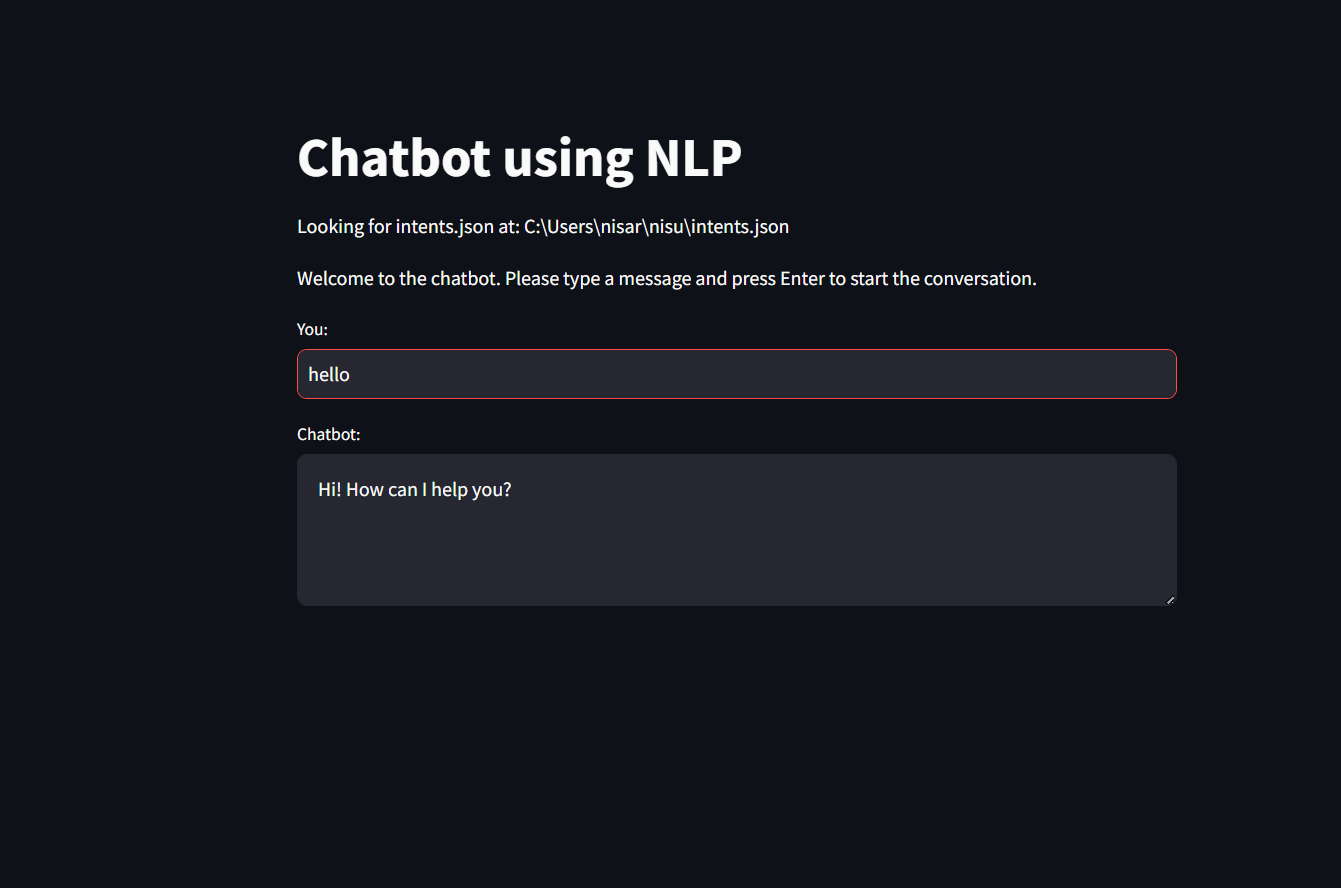 Chatbot using NLP
Looking for intents.json at: C:\Users\nisar\nisu\intents.json
Welcome to the chatbot. Please type a message and press Enter to start the conversation.
You:
hello
Chatbot:
Hi! How can I help you?